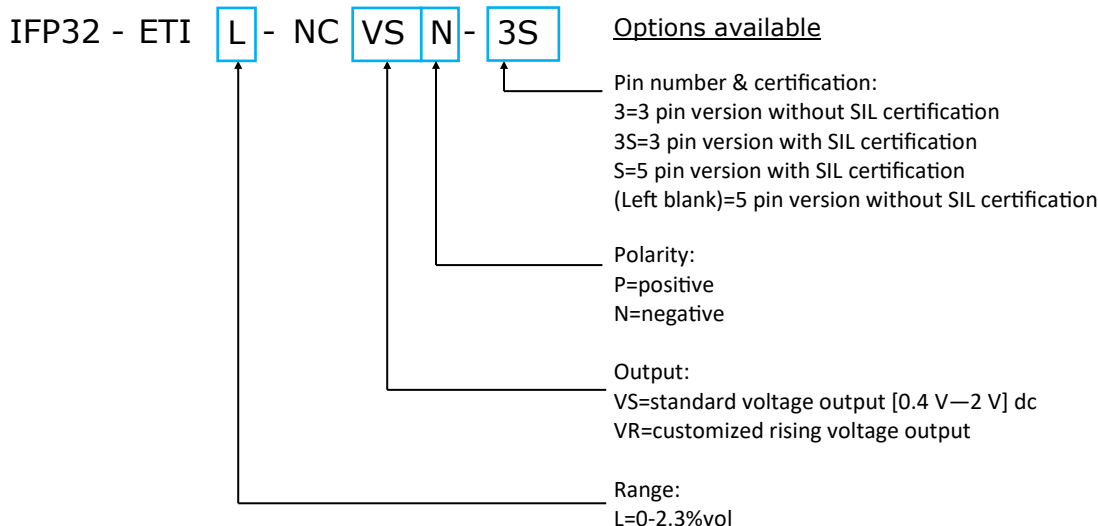 IFP32 - ETI L - NC VS N - 3S
Options available
Pin number & certification:
3=3 pin version without SIL certification
3S=3 pin version with SIL certification
S=5 pin version with SIL certification
(Left blank)=5 pin version without SIL certification
Polarity:
P=positive
N=negative
Output:
VS=standard voltage output [0.4 V—2 V] dc
VR=customized rising voltage output
Range:
L=0-2.3%vol